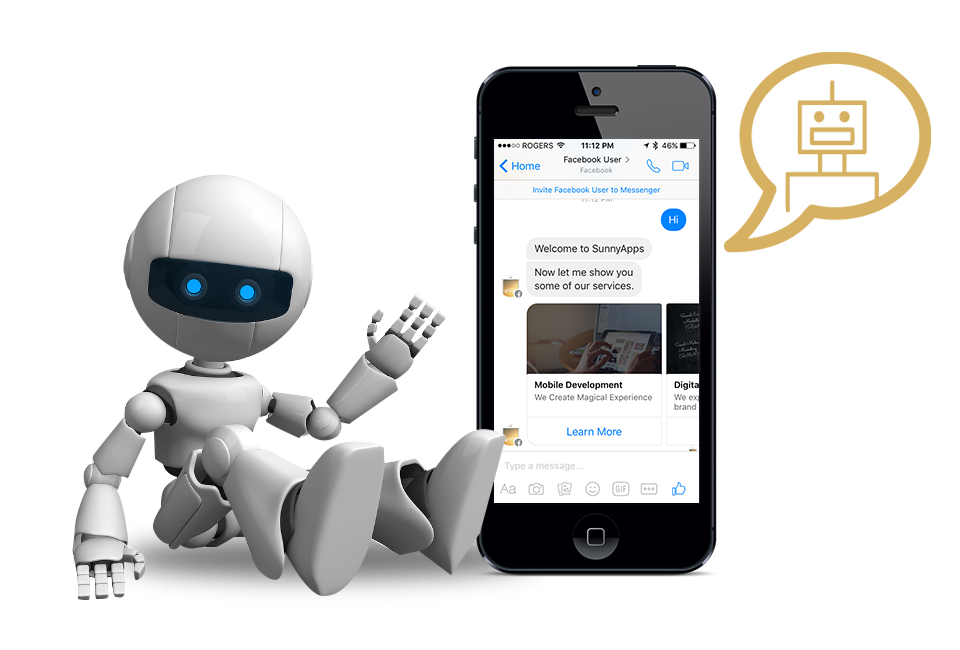 ROGERS 11:12 PM 46%
Home Facebook User
Facebook
Invite Facebook User to Messenger
11:12 PM
Hi
Welcome to SunnyApps
Now let me show you
some of our services.
Mobile Development
We Create Magical Experience
Learn More
Digita
We exp
brand
Type a message...
Aa GIF